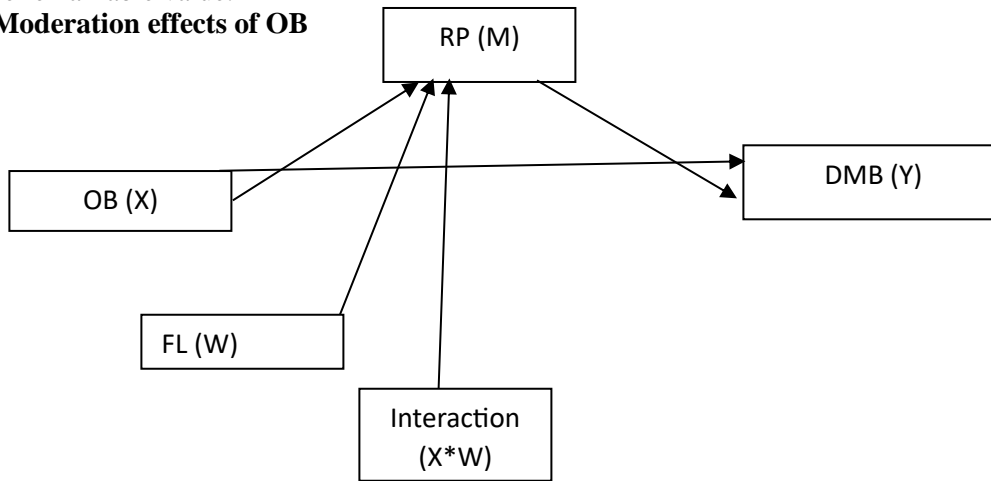 Moderation effects of OB
RP (M)
OB (X)
DMB (Y)
FL (W)
Interaction
(X*W)